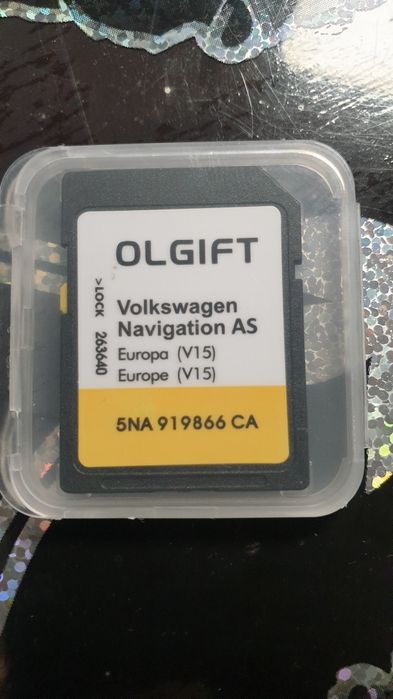 OLGIFT
>LOCK 263640
Volkswagen
Navigation AS
Europa (V15)
Europe (V15)
5NA 919866 CA